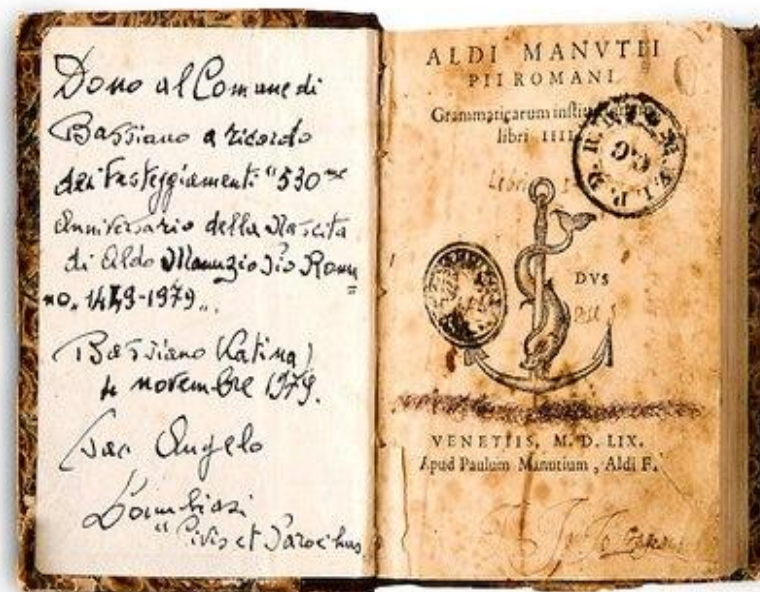 Dono al Comune di
Bassiano a ricordo
dei festeggiamenti "530mo
Anniversario della Nascita
di Aldo Manuzio Pio Roma
no" 1449-1979".
Bassiano (Latina)
4 novembre 1979.
Sac Angelo
Lambiasi
"Civis et Parochus
ALDI MANVTII
PII ROMANI
Grammaticarum
libri IIII
DVS
VENETIIS, M. D. LIX.
Apud Paulum Manutium, Aldi F.